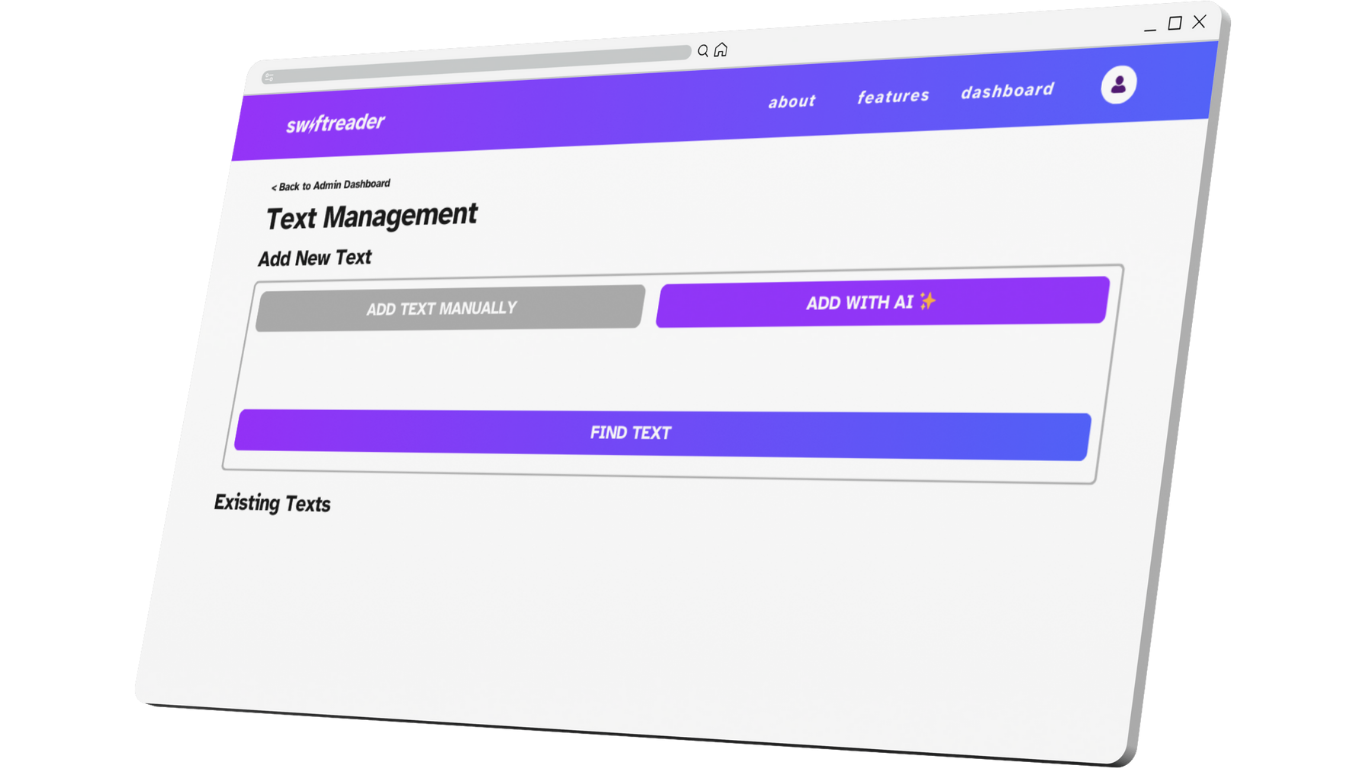 swiftreader
about features dashboard
< Back to Admin Dashboard
Text Management
Add New Text
ADD TEXT MANUALLY
ADD WITH AI ✨
FIND TEXT
Existing Texts